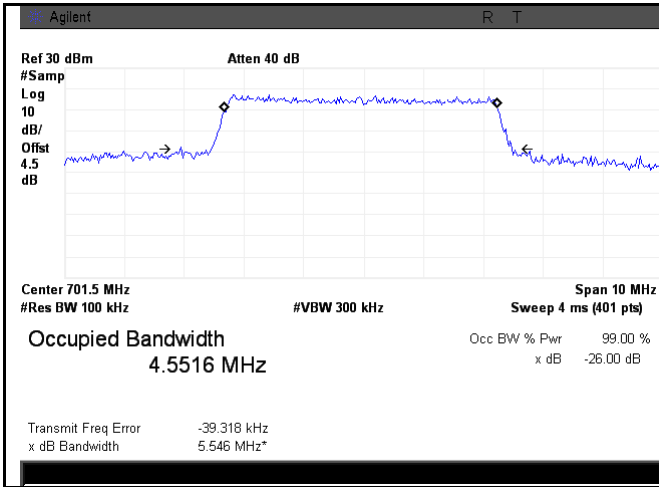 Agilent R T
Ref 30 dBm Atten 40 dB
#Samp
Log
10
dB/
Offst
4.5
dB
Center 701.5 MHz Span 10 MHz
#Res BW 100 kHz #VBW 300 kHz Sweep 4 ms (401 pts)
Occupied Bandwidth Occ BW % Pwr 99.00 %
4.5516 MHz x dB -26.00 dB
Transmit Freq Error -39.318 kHz
x dB Bandwidth 5.546 MHz*